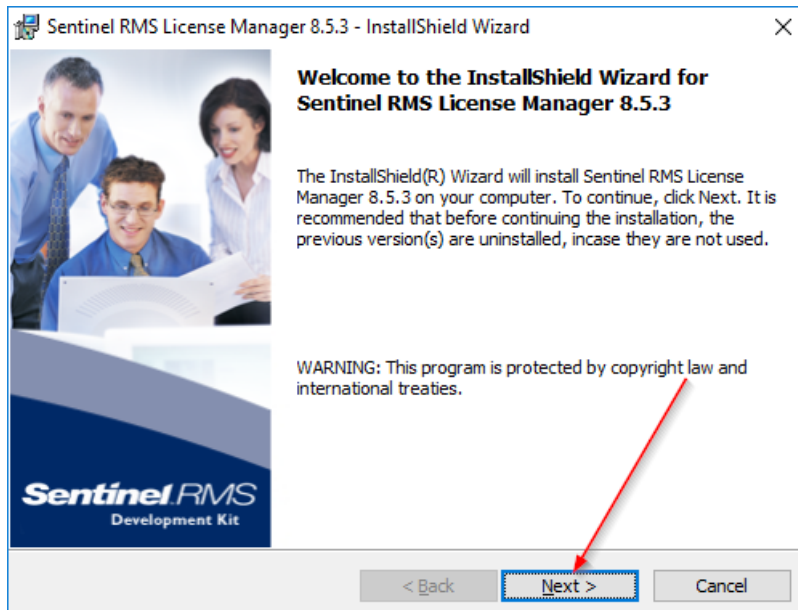 Sentinel RMS License Manager 8.5.3 - InstallShield Wizard
Welcome to the InstallShield Wizard for
Sentinel RMS License Manager 8.5.3
The InstallShield(R) Wizard will install Sentinel RMS License
Manager 8.5.3 on your computer. To continue, click Next. It is
recommended that before continuing the installation, the
previous version(s) are uninstalled, incase they are not used.
WARNING: This program is protected by copyright law and
international treaties.
Sentinel.RMS
Development Kit
< Back
Next >
Cancel